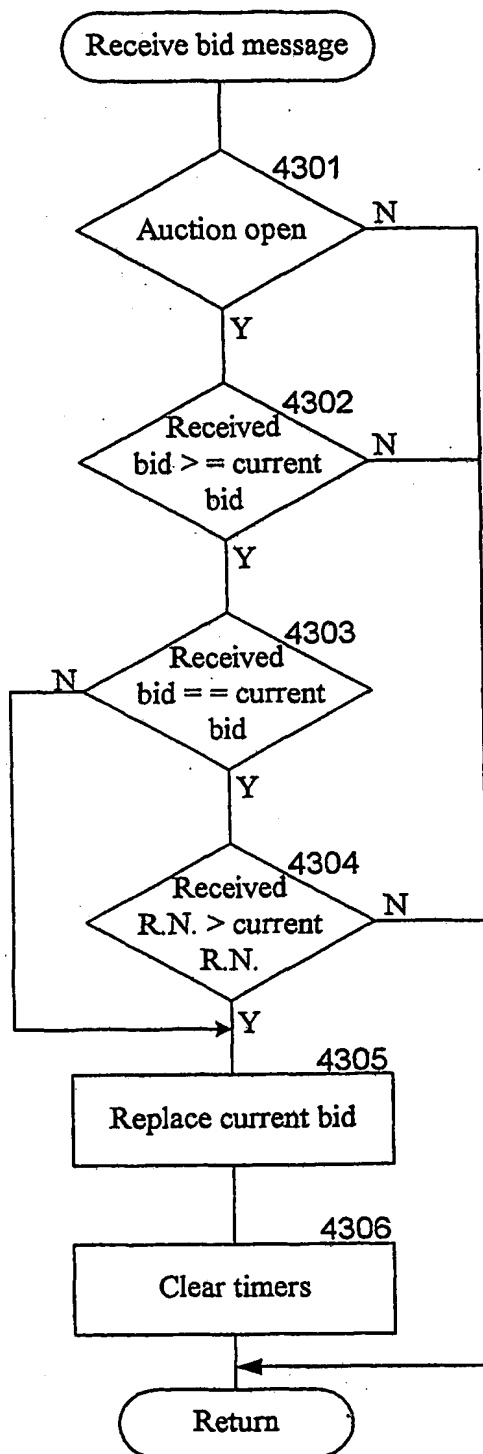 Receive bid message
4301
Auction open
N
Y
4302
Received
bid > = current
bid
N
Y
4303
Received
bid = = current
bid
N
Y
4304
Received
R.N. > current
R.N.
N
Y
4305
Replace current bid
4306
Clear timers
Return